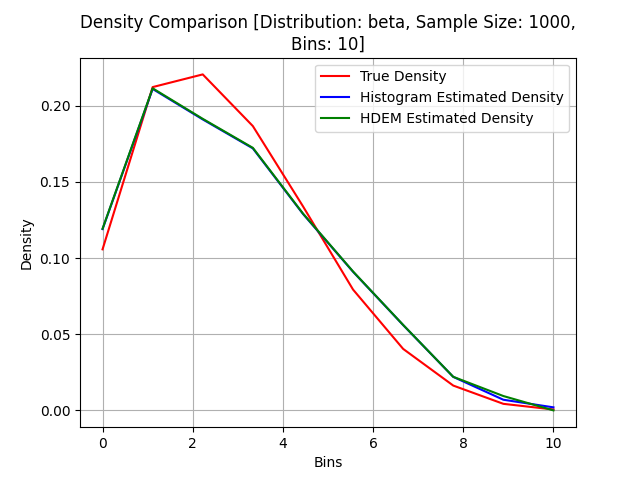 Density Comparison [Distribution: beta, Sample Size: 1000,
Bins: 10]
True Density
Histogram Estimated Density
HDEM Estimated Density
Density
0.20
0.15
0.10
0.05
0.00
0
2
4
6
8
10
Bins